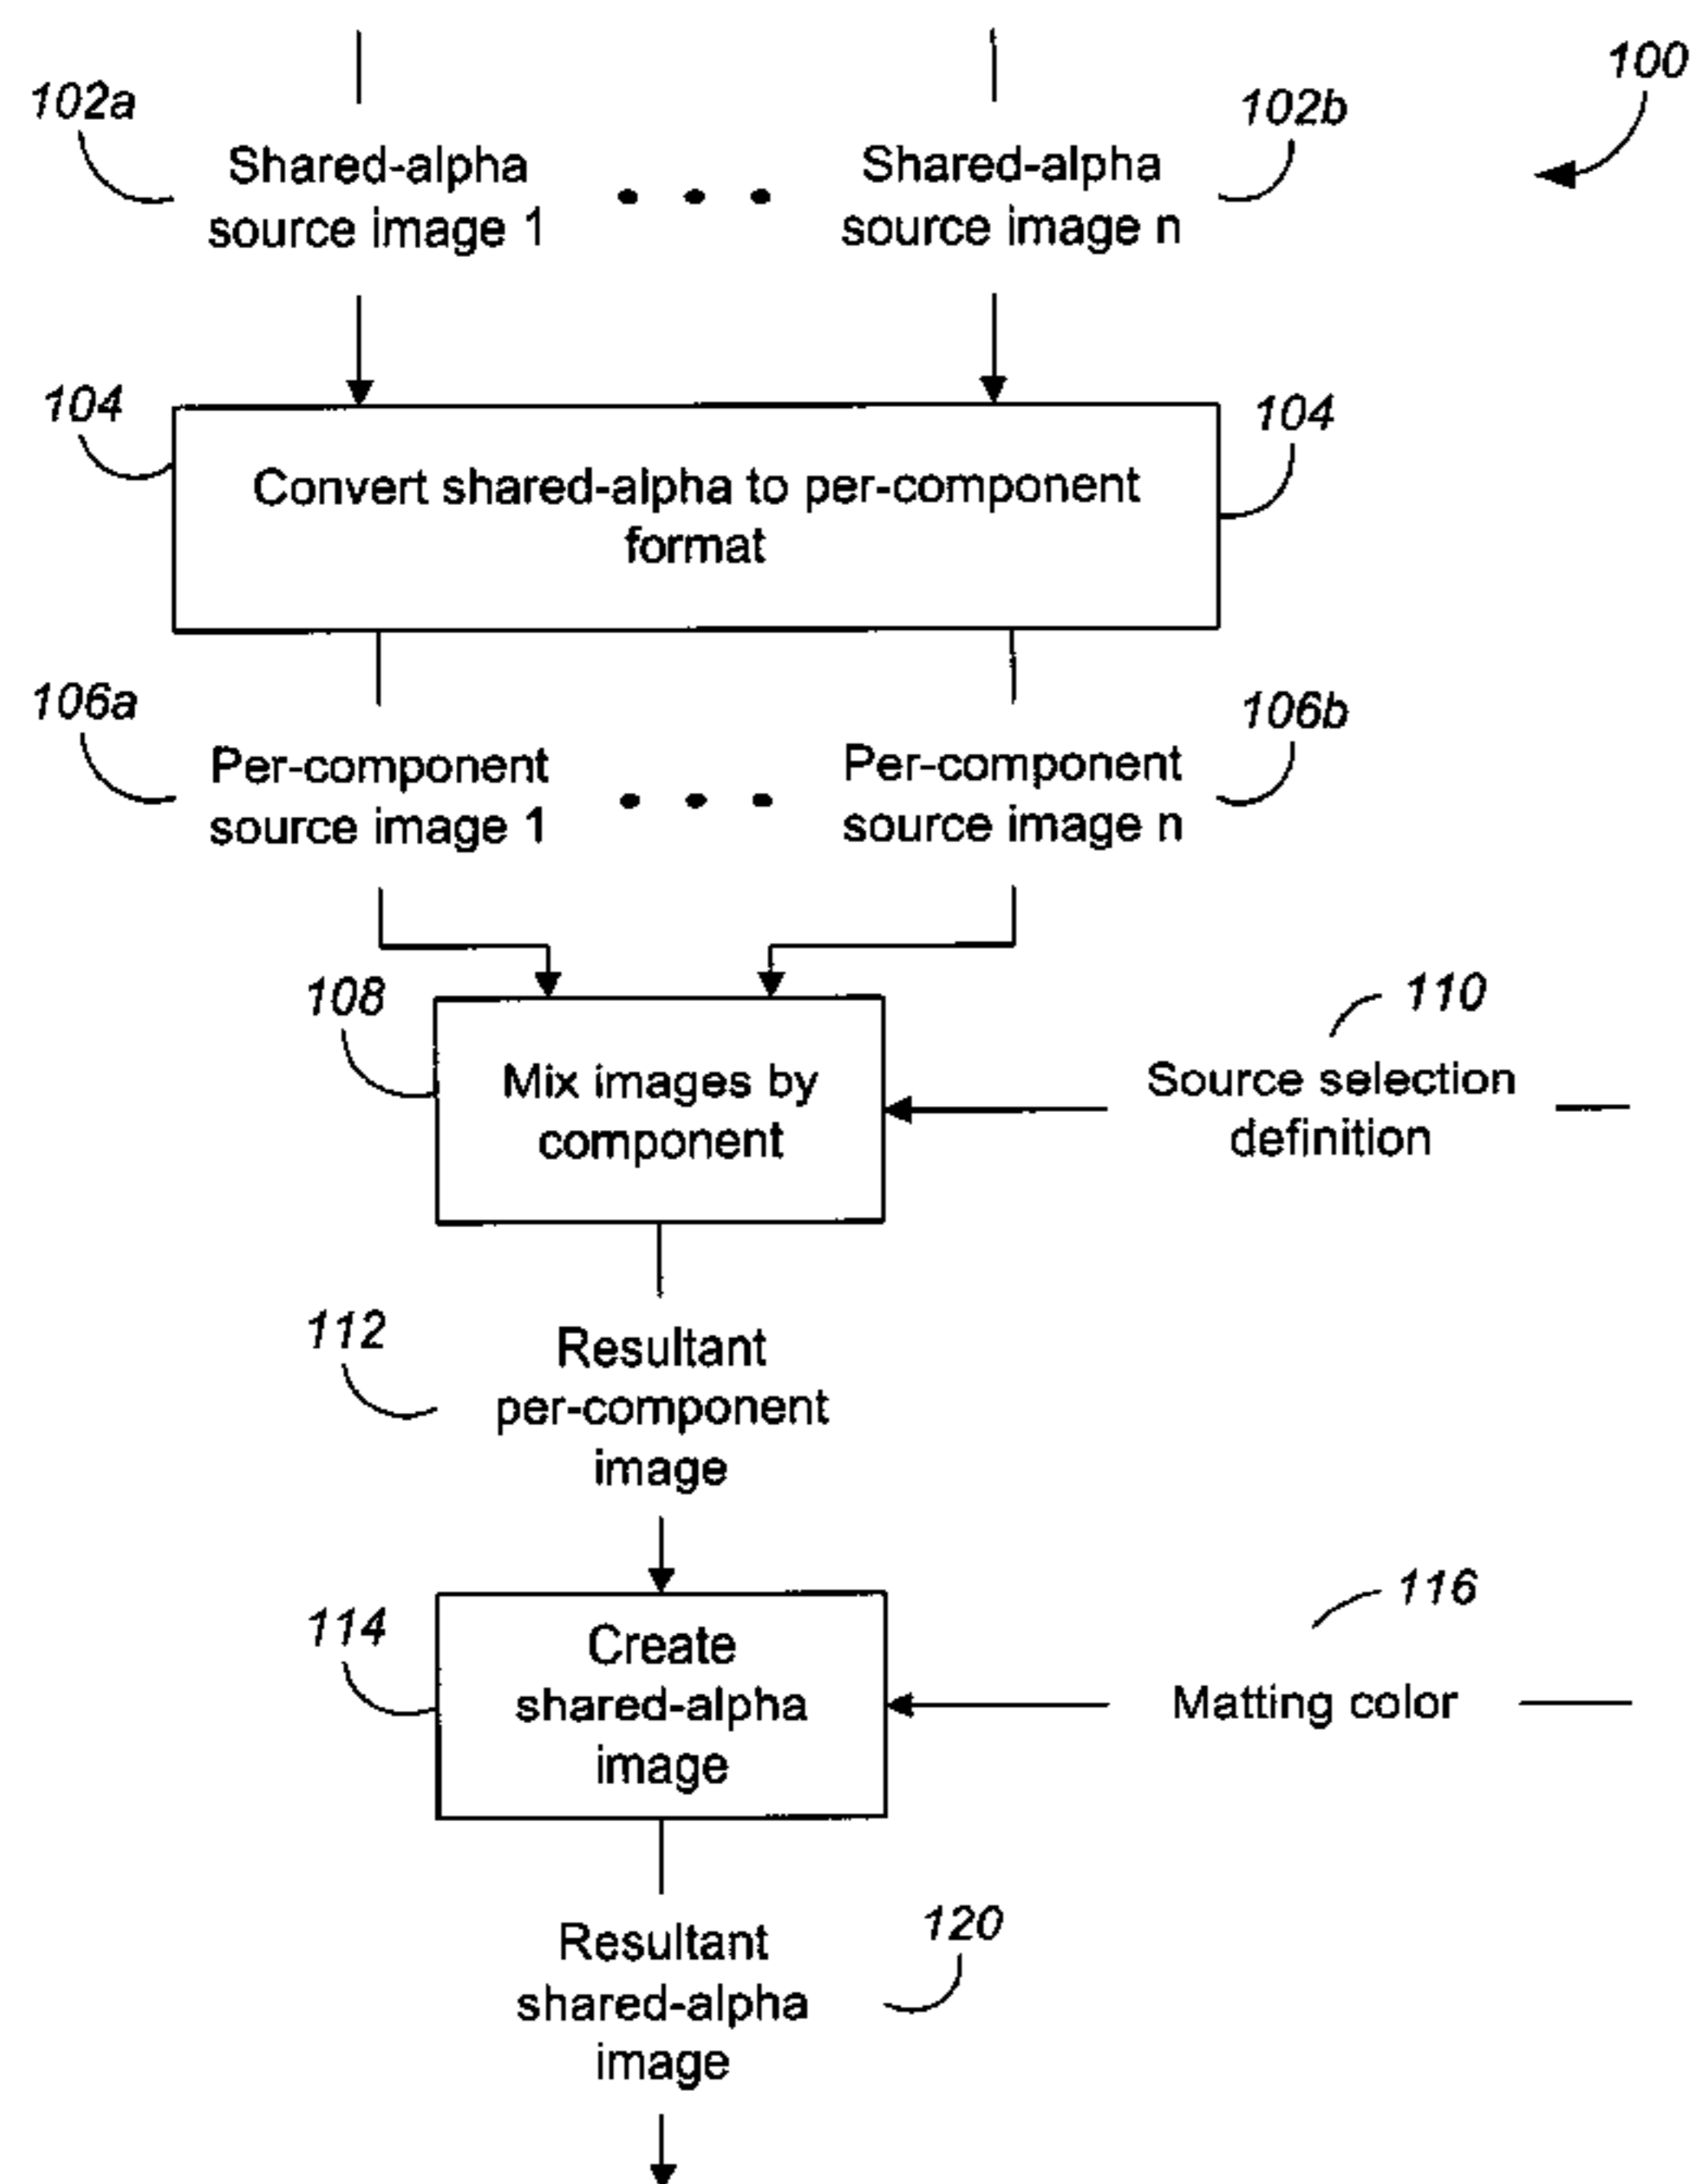 100
102a
102b
Shared-alpha
source image 1
Shared-alpha
source image n
104
104
Convert shared-alpha to per-component
format
106a
106b
Per-component
source image 1
Per-component
source image n
108
110
Mix images by
component
Source selection
definition
112
Resultant
per-component
image
114
116
Create
shared-alpha
image
Matting color
120
Resultant
shared-alpha
image